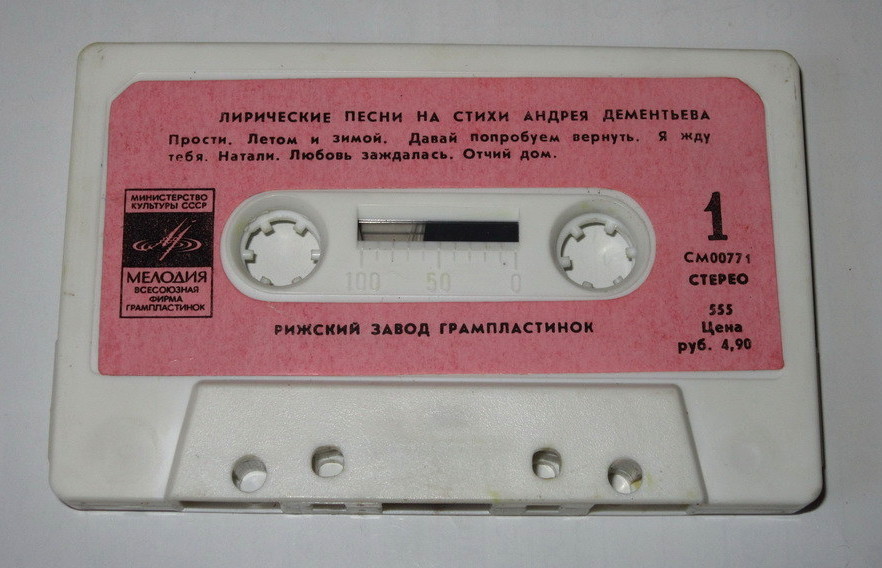 ЛИРИЧЕСКИЕ ПЕСНИ НА СТИХИ АНДРЕЯ ДЕМЕНТЬЕВА
Прости. Летом и зимой. Давай попробуем вернуть. Я жду
тебя. Натали. Любовь заждалась. Отчий дом.
МИНИСТЕРСТВО
КУЛЬТУРЫ СССР
МЕЛОДИЯ
ВСЕСОЮЗНАЯ
ФИРМА
ГРАМПЛАСТИНОК
100 50 0
1
СМ00771
СТЕРЕО
555
Цена
руб. 4,90
РИЖСКИЙ ЗАВОД ГРАМПЛАСТИНОК